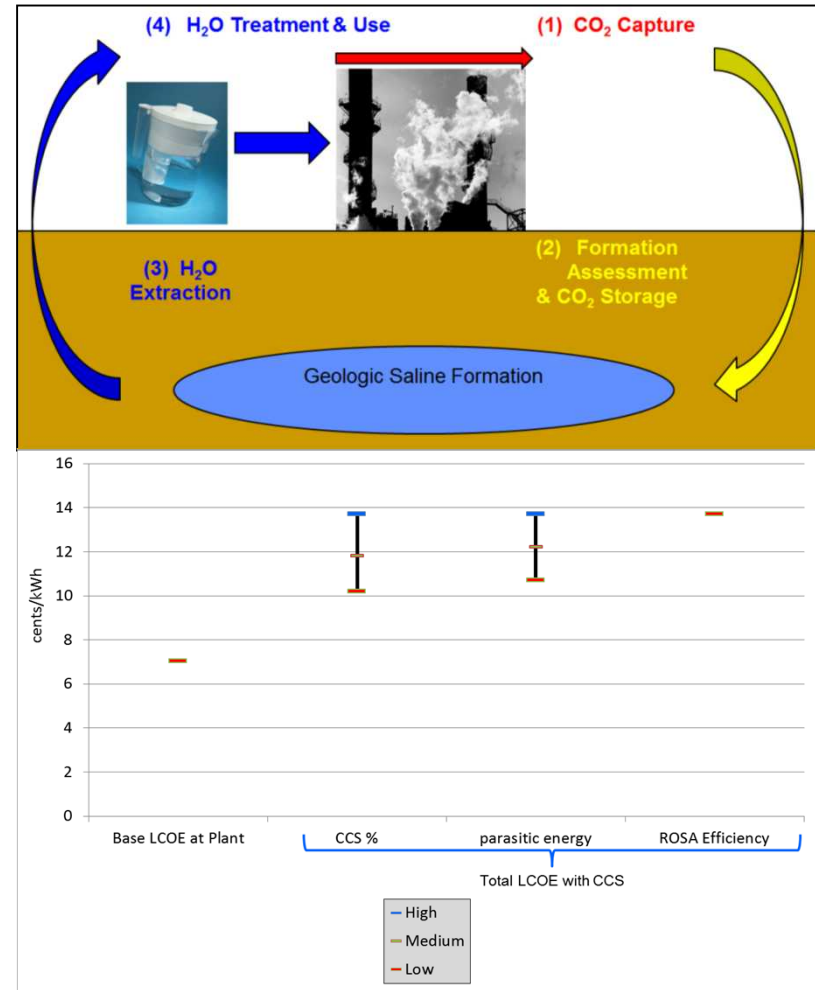 (4) H₂O Treatment & Use
(1) CO₂ Capture
(3) H₂O
Extraction
(2) Formation
Assessment
& CO₂ Storage
Geologic Saline Formation
16
14
12
10
8
6
4
2
0
cents/kWh
Base LCOE at Plant
CCS %
parasitic energy
ROSA Efficiency
Total LCOE with CCS
High
Medium
Low